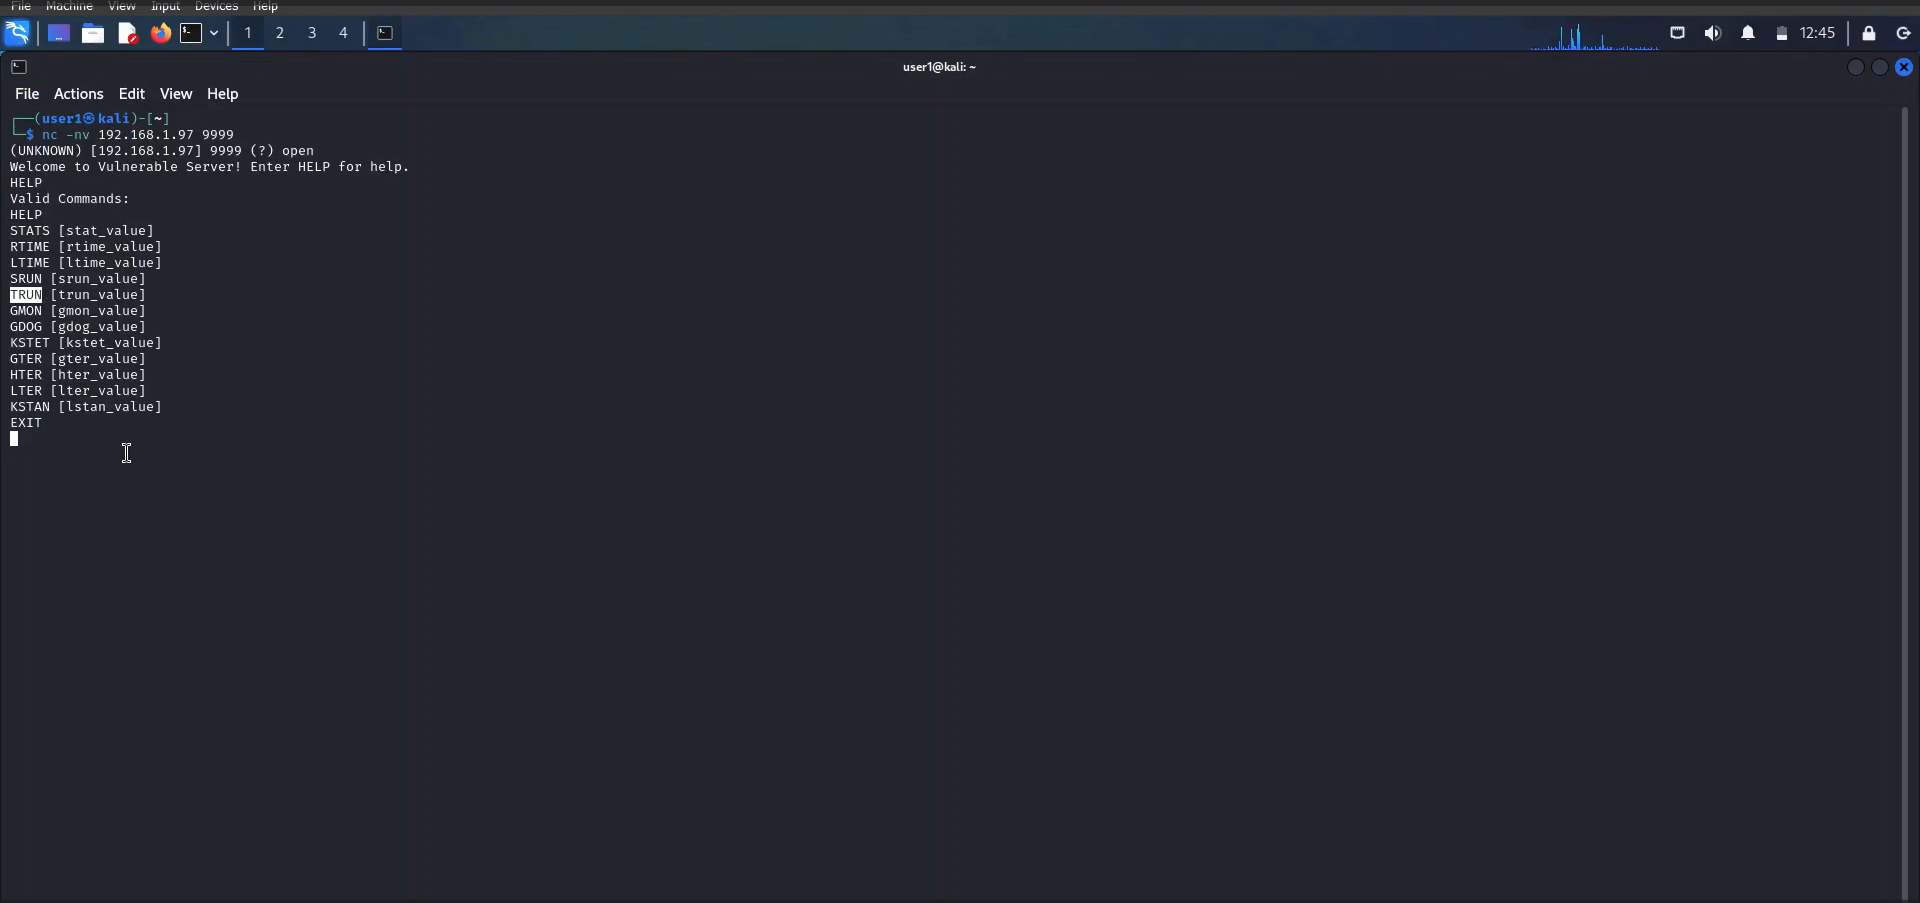 File Machine View Input Devices Help
1 2 3 4 12:45
user1@kali: ~
File Actions Edit View Help
┌──(user1㉿kali)-[~]
└─$ nc -nv 192.168.1.97 9999
(UNKNOWN) [192.168.1.97] 9999 (?) open
Welcome to Vulnerable Server! Enter HELP for help.
HELP
Valid Commands:
HELP
STATS [stat_value]
RTIME [rtime_value]
LTIME [ltime_value]
SRUN [srun_value]
TRUN [trun_value]
GMON [gmon_value]
GDOG [gdog_value]
KSTET [kstet_value]
GTER [gter_value]
HTER [hter_value]
LTER [lter_value]
KSTAN [lstan_value]
EXIT